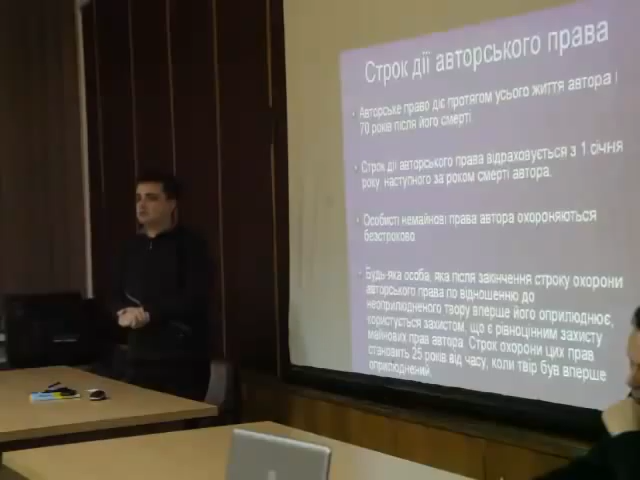 Строк дії авторського права
Авторське право діє протягом усього життя автора і
70 років після його смерті
Строк дії авторського права відраховується з 1 січня
року, наступного за роком смерті автора.
Особисті немайнові права автора охороняються
безстроково
Будь-яка особа, яка після закінчення строку охорони
авторського права по відношенню до
неоприлюдненого твору вперше його оприлюднює,
користується захистом, що є рівноцінним захисту
майнових прав автора. Строк охорони цих прав
становить 25 років від часу, коли твір був вперше
оприлюднений